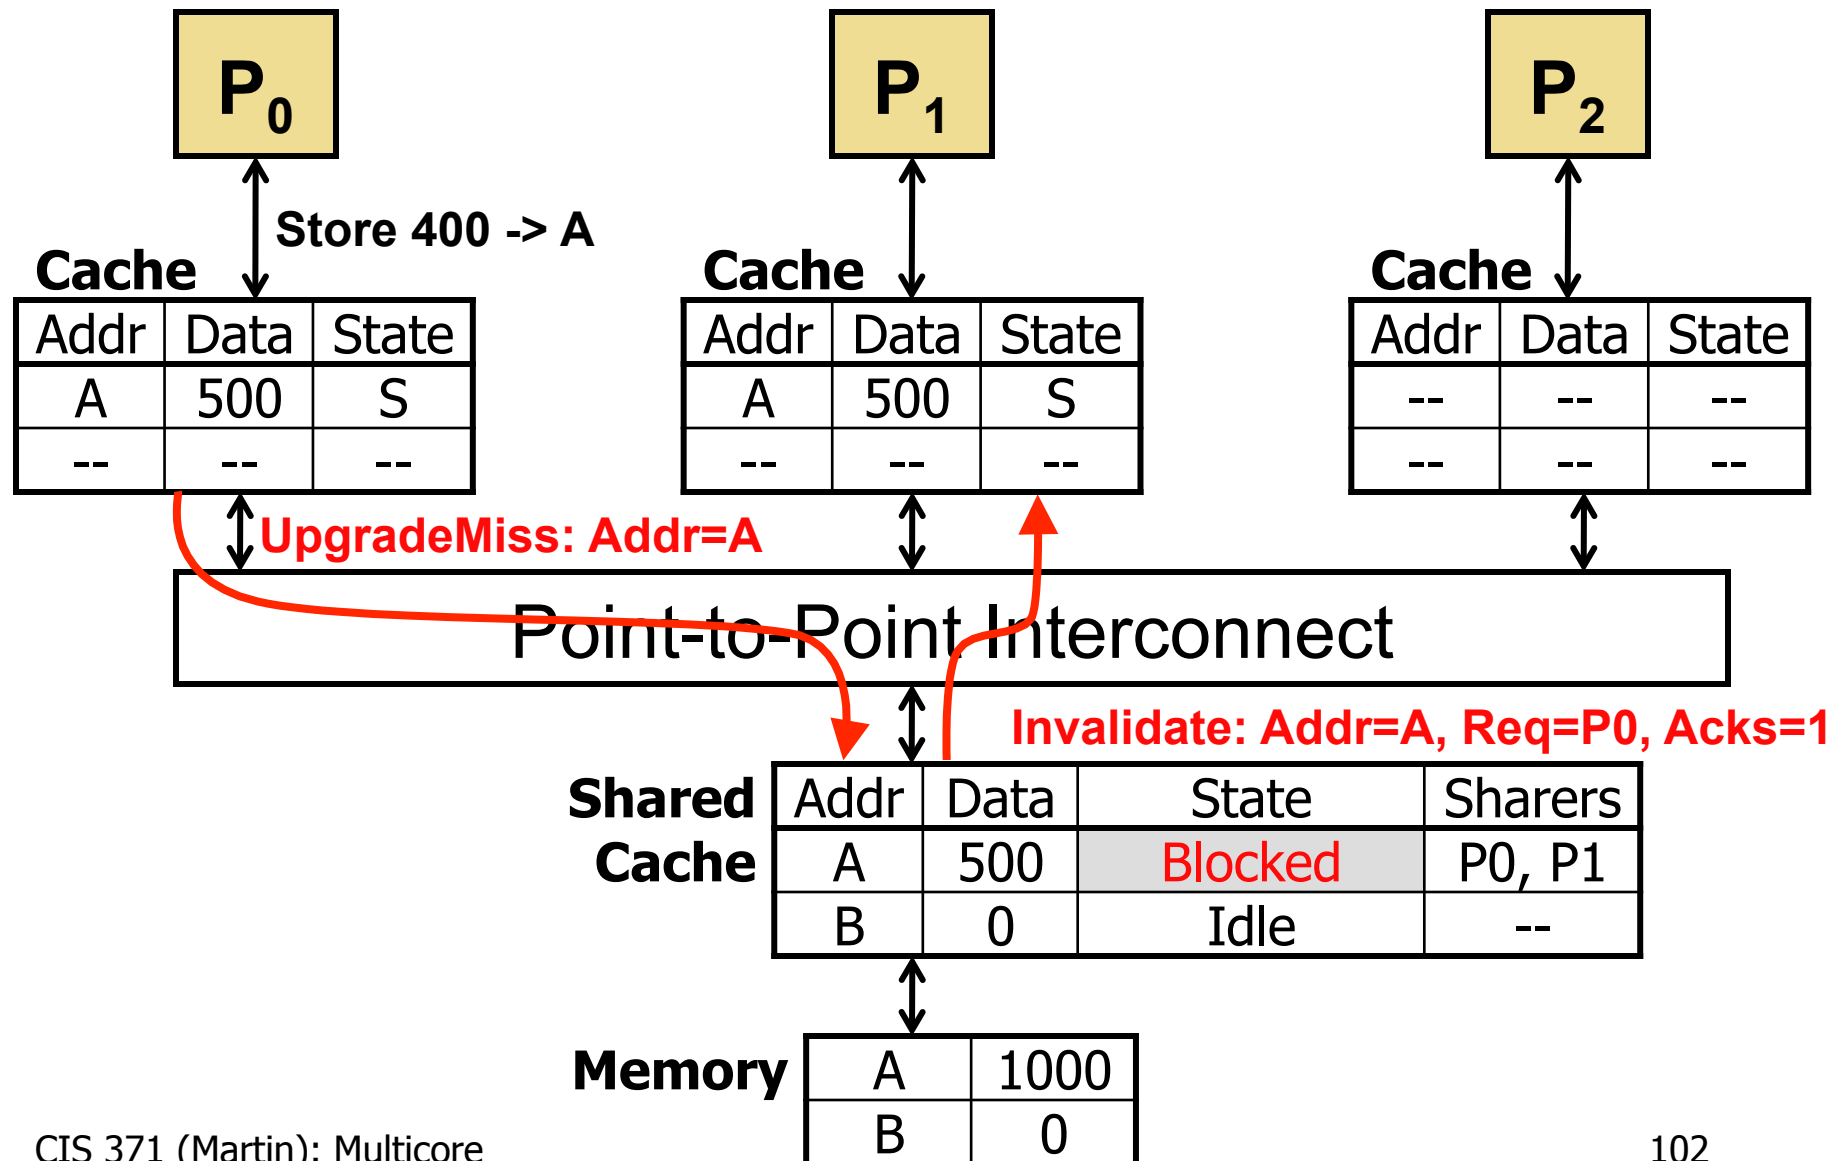 P0 P1 P2
Store 400 -> A
Cache Cache Cache
Addr Data State Addr Data State Addr Data State
A 500 S A 500 S -- -- --
-- -- -- -- -- -- -- -- --
UpgradeMiss: Addr=A
Point-to-Point Interconnect
Invalidate: Addr=A, Req=P0, Acks=1
Shared Addr Data State Sharers
Cache A 500 Blocked P0, P1
B 0 Idle --
Memory A 1000
B 0
CIS 371 (Martin): Multicore 102